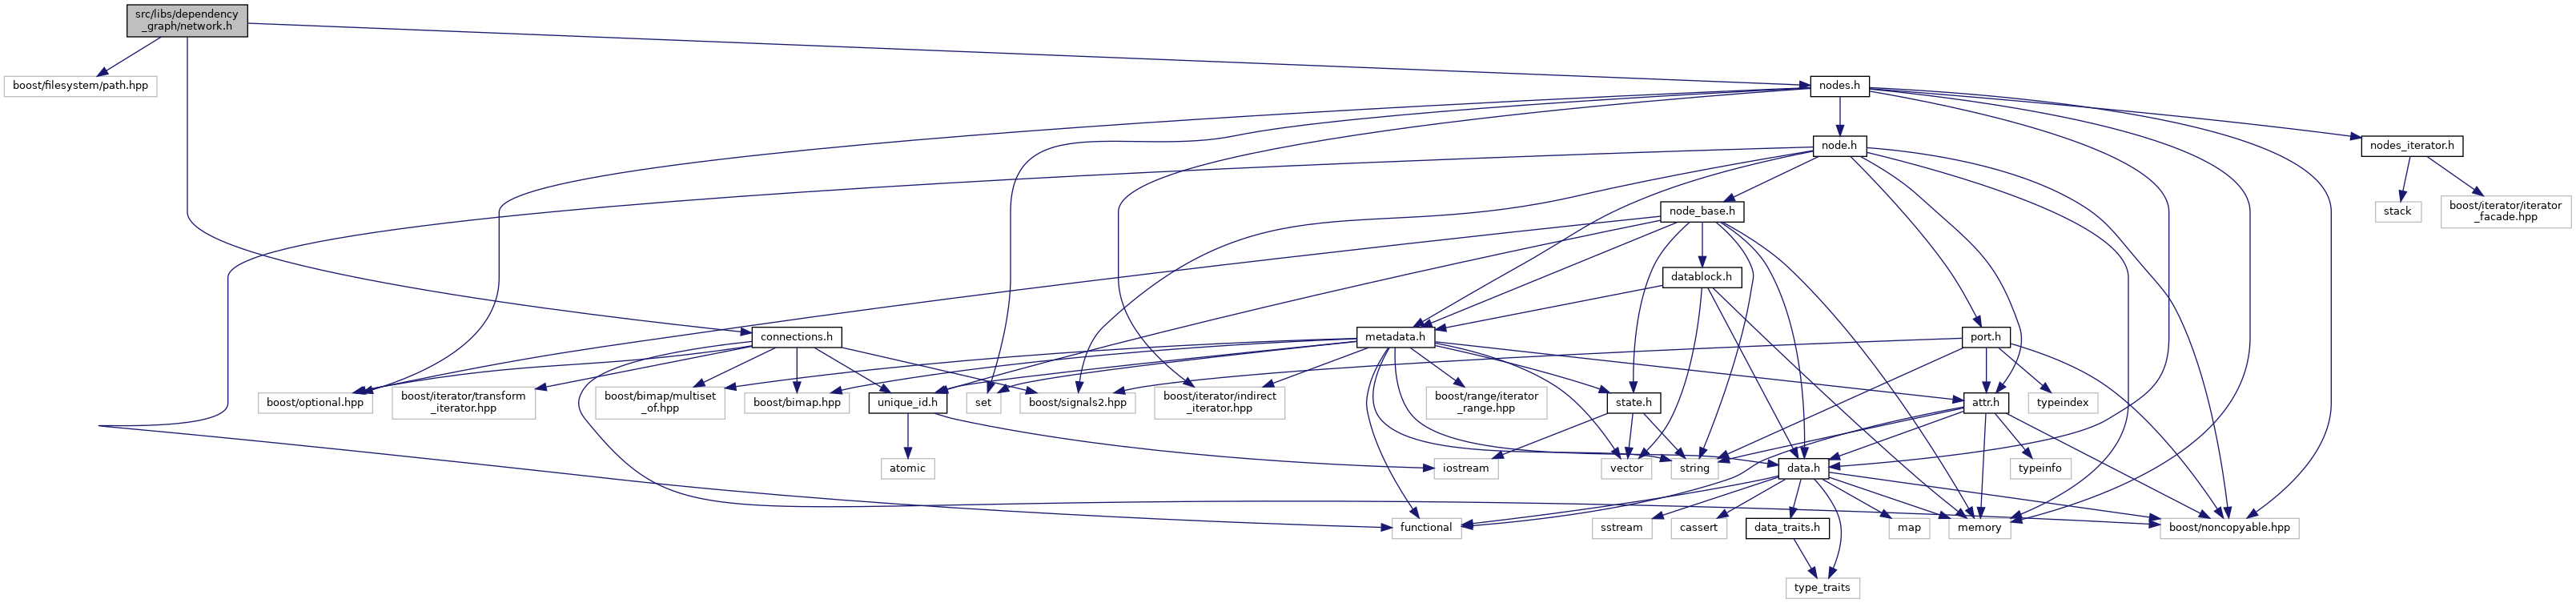 src/libs/dependency
_graph/network.h
boost/filesystem/path.hpp
nodes.h
node.h
nodes_iterator.h
node_base.h
stack
boost/iterator/iterator
_facade.hpp
datablock.h
connections.h
metadata.h
port.h
boost/optional.hpp
boost/iterator/transform
_iterator.hpp
boost/bimap/multiset
_of.hpp
boost/bimap.hpp
unique_id.h
set
boost/signals2.hpp
boost/iterator/indirect
_iterator.hpp
boost/range/iterator
_range.hpp
state.h
attr.h
typeindex
atomic
iostream
vector
string
data.h
typeinfo
functional
sstream
cassert
data_traits.h
map
memory
boost/noncopyable.hpp
type_traits